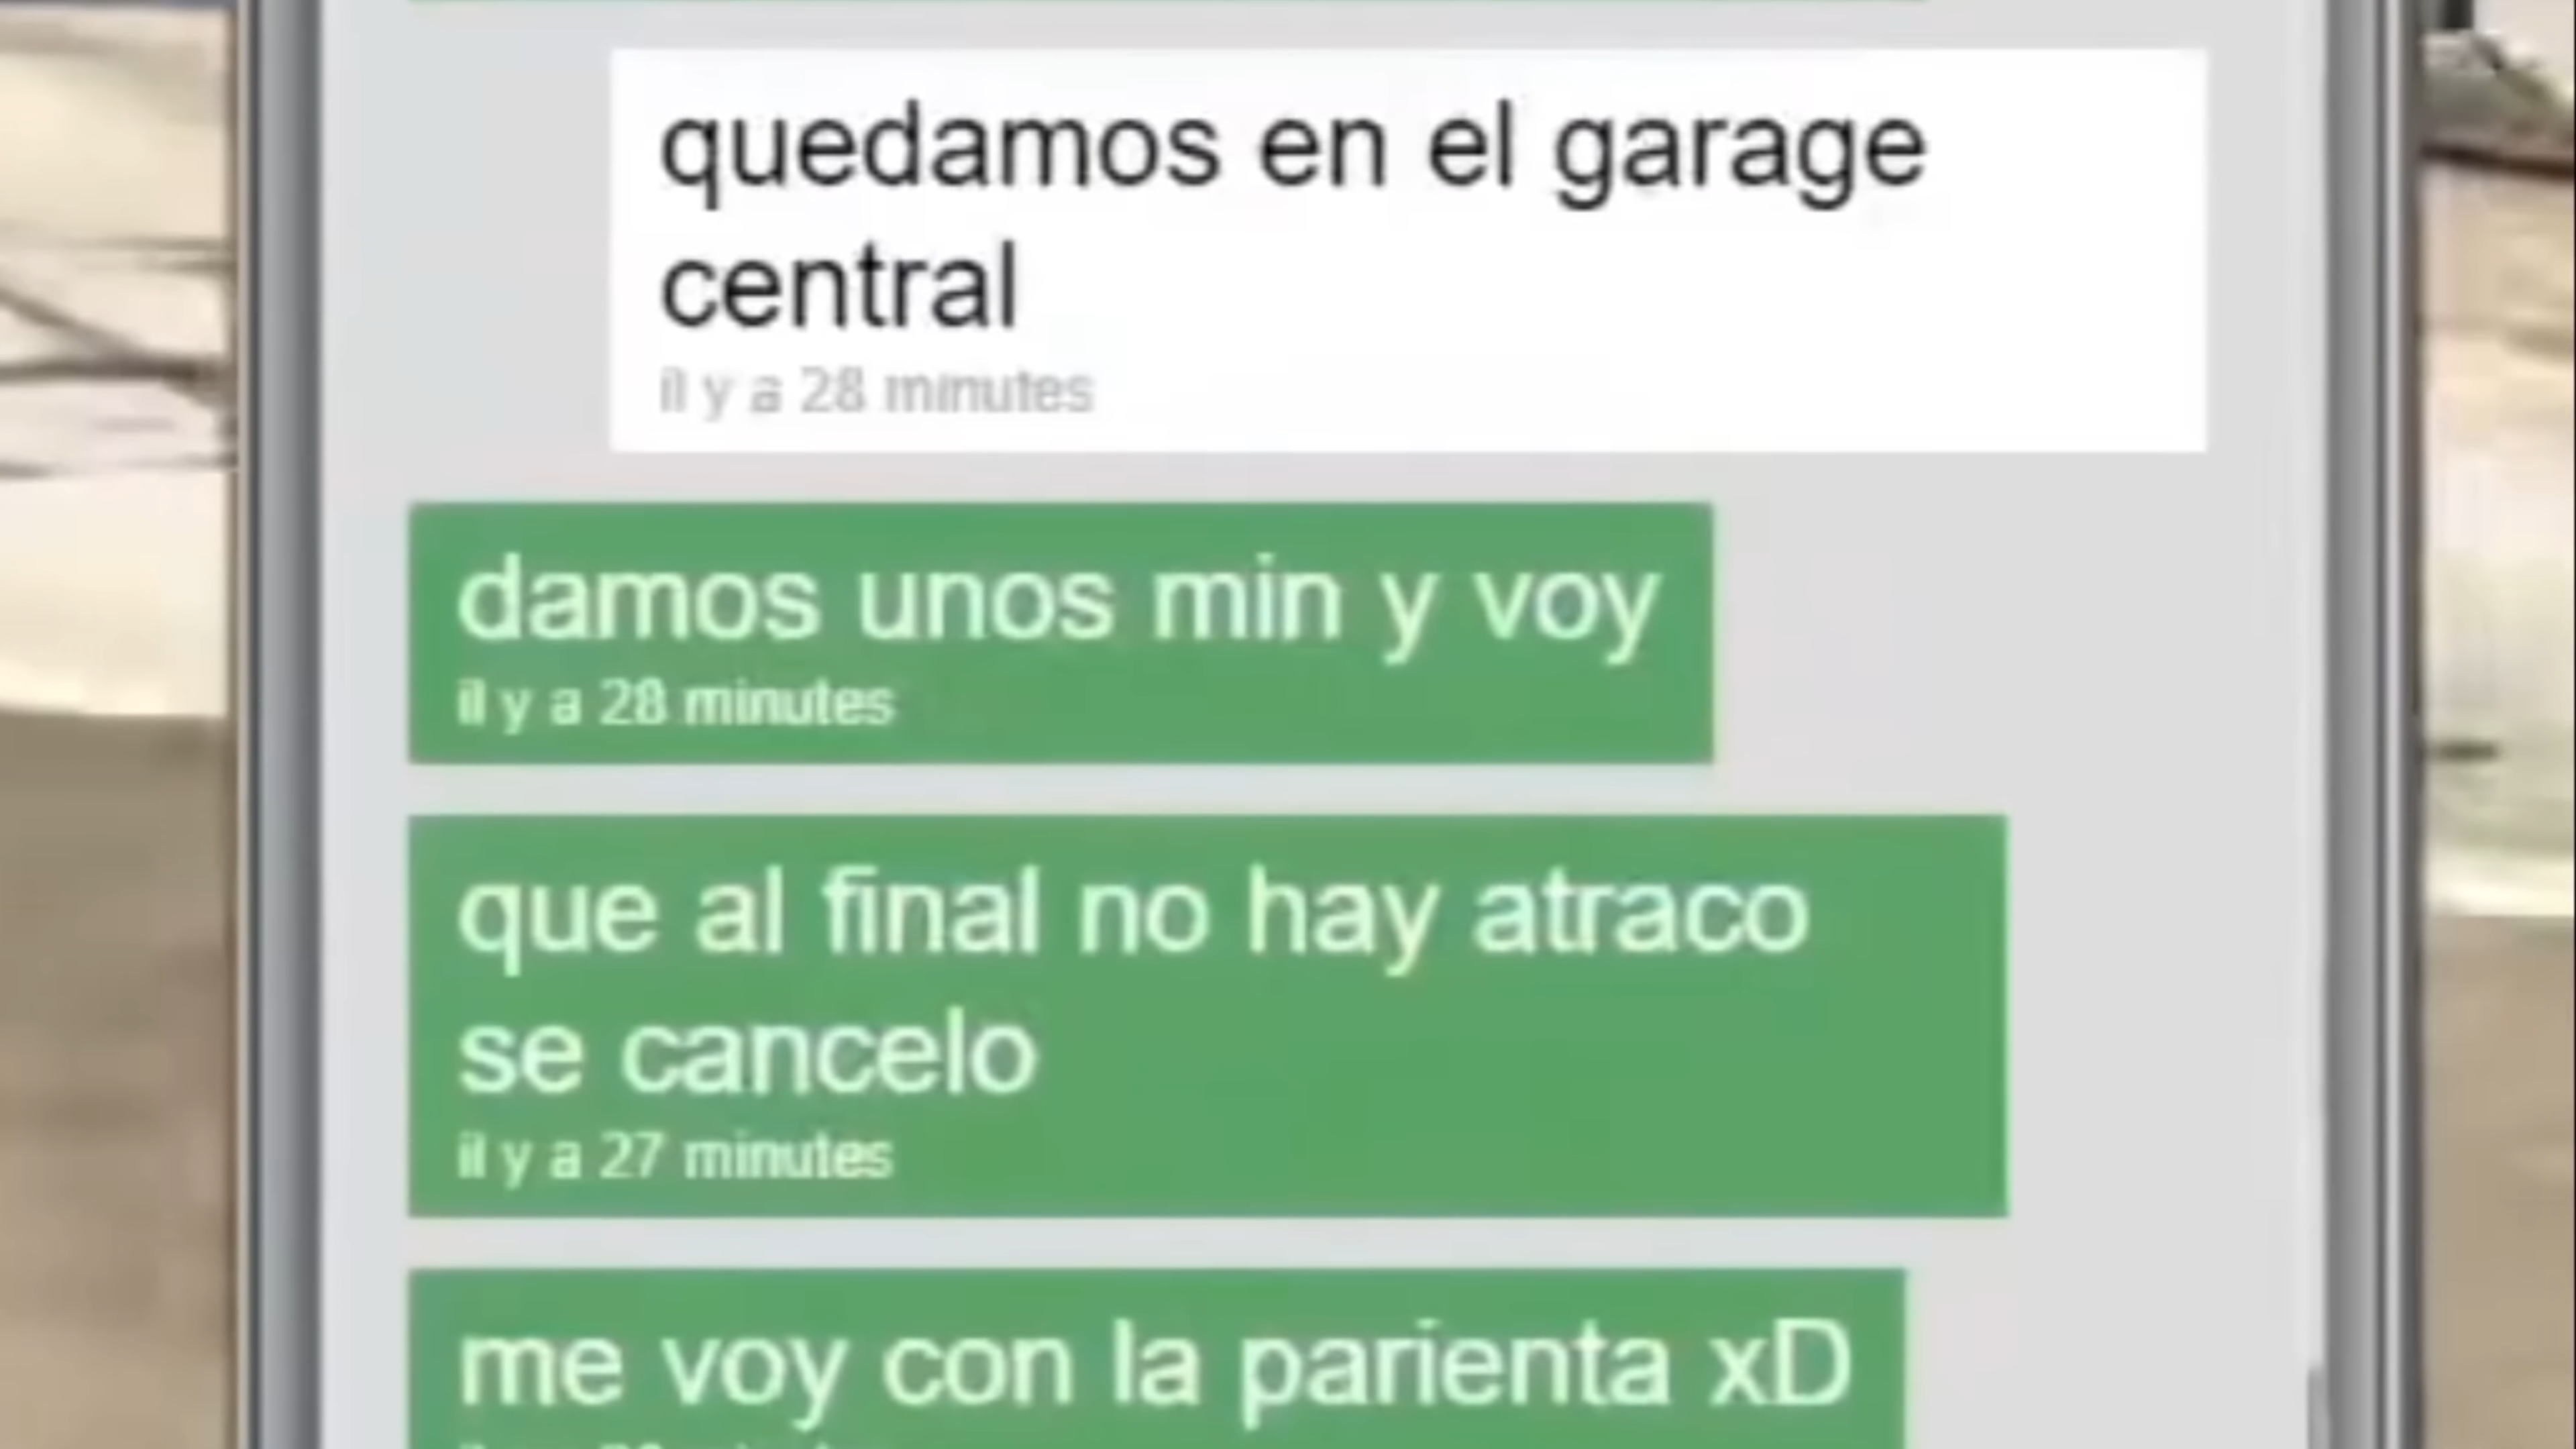 quedamos en el garage
central
il y a 28 minutes
damos unos min y voy
il y a 28 minutes
que al final no hay atraco
se cancelo
il y a 27 minutes
me voy con la parienta xD